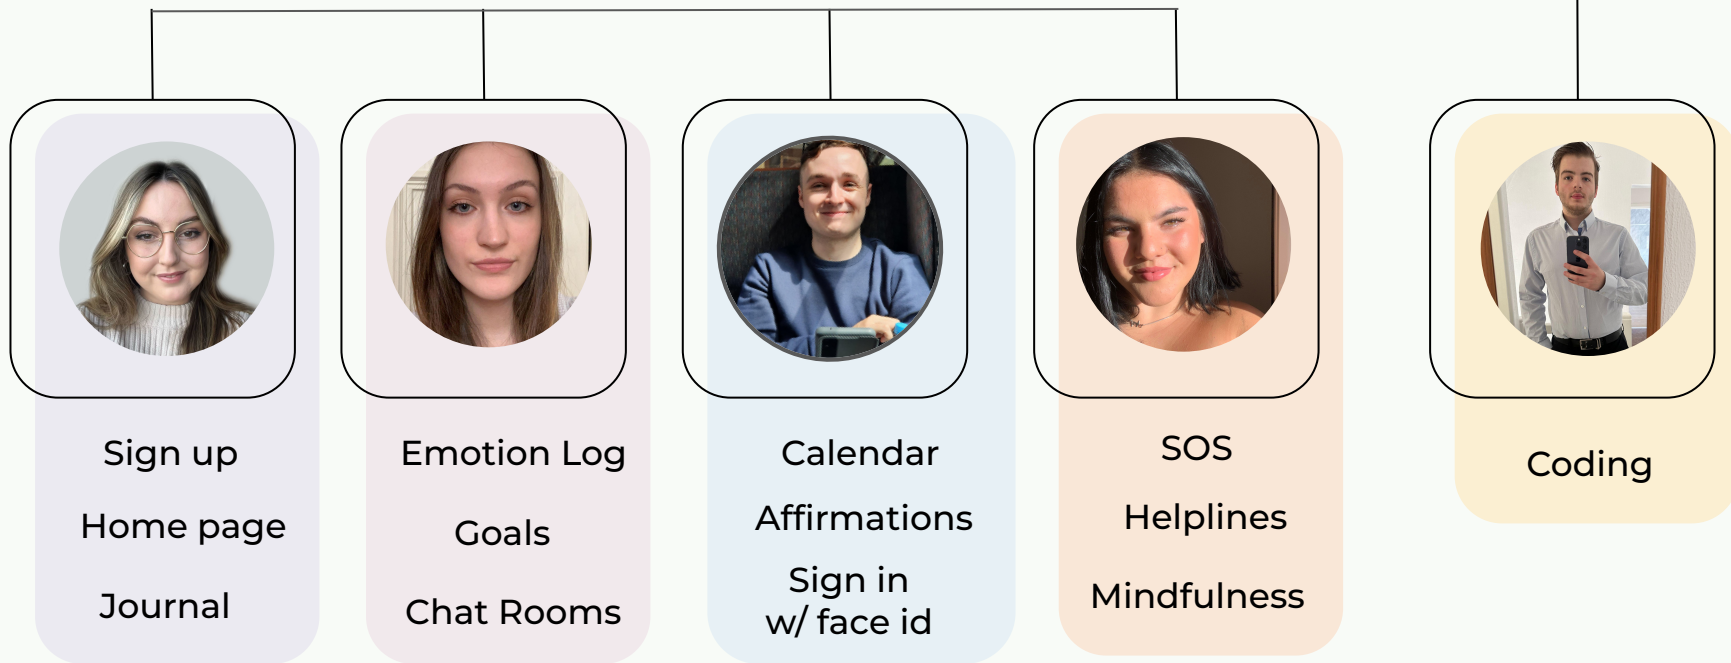 Sign up
Home page
Journal
Emotion Log
Goals
Chat Rooms
Calendar
Affirmations
Sign in
w/ face id
SOS
Helplines
Mindfulness
Coding